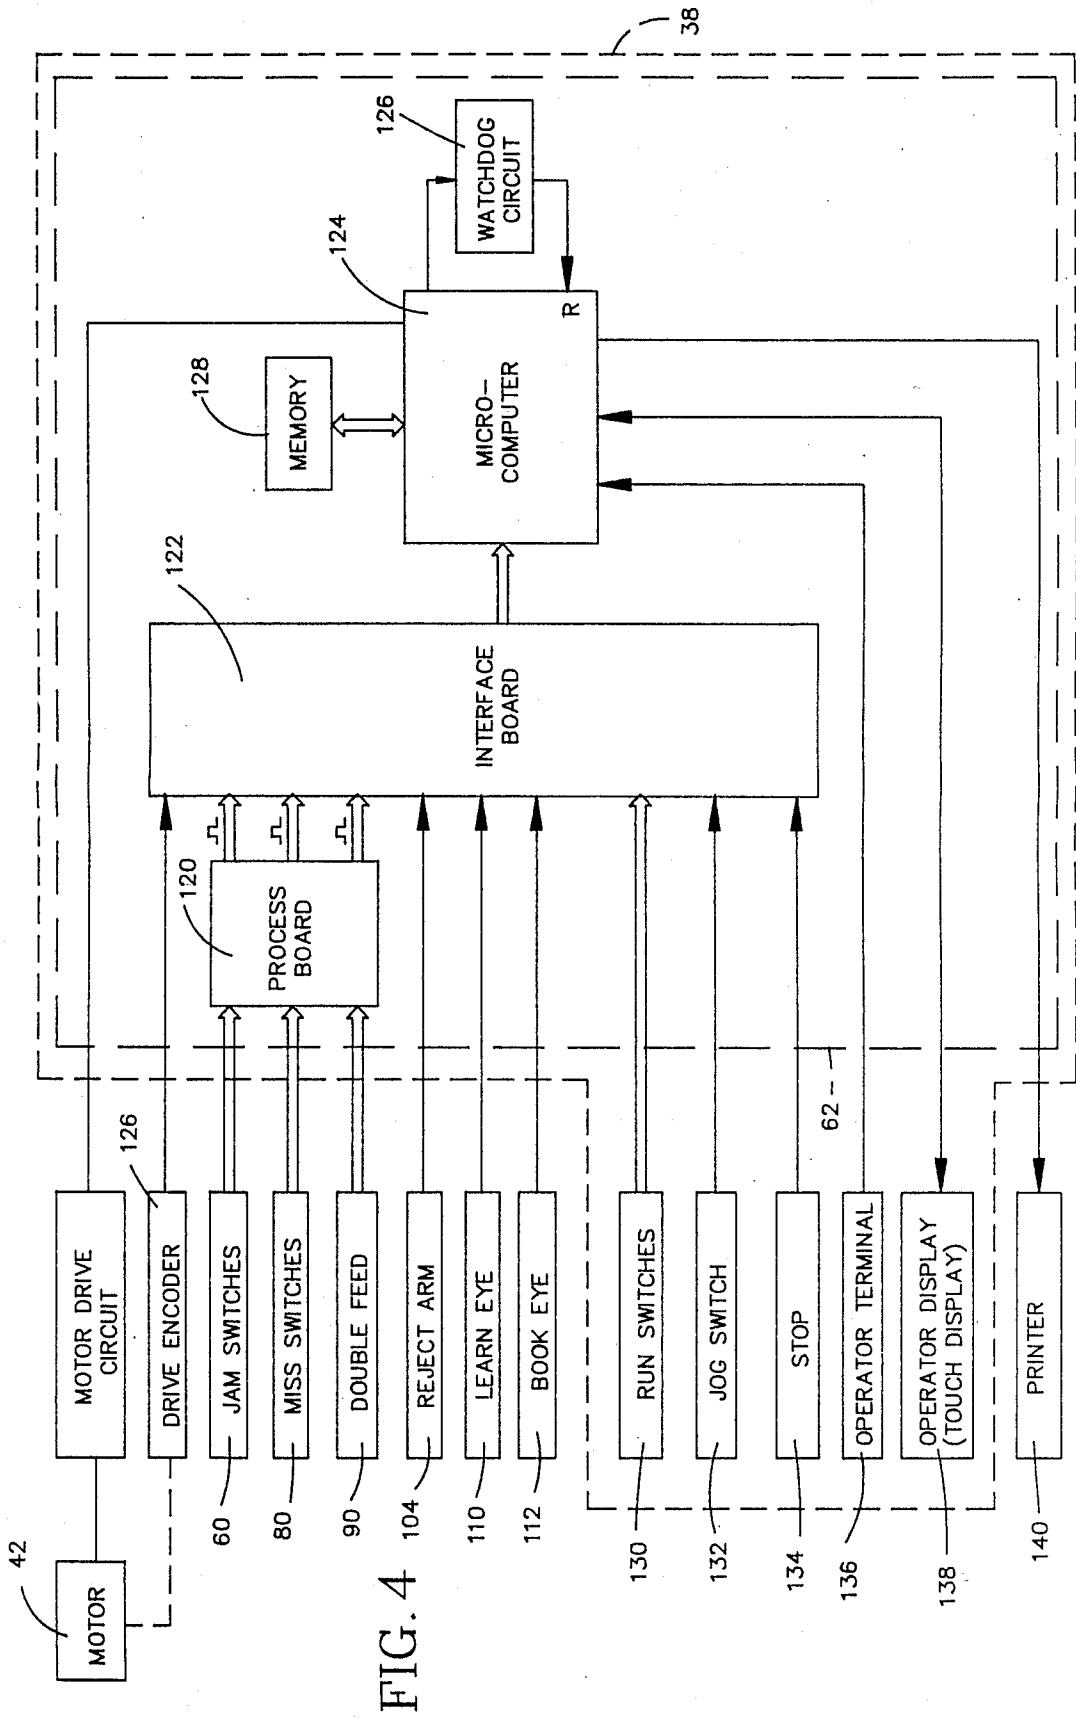 38
126
WATCHDOG
CIRCUIT
124
R
MICRO-
COMPUTER
128
MEMORY
122
INTERFACE
BOARD
120
PROCESS
BOARD
62
MOTOR DRIVE
CIRCUIT
126
DRIVE ENCODER
JAM SWITCHES
MISS SWITCHES
DOUBLE FEED
REJECT ARM
LEARN EYE
BOOK EYE
RUN SWITCHES
JOG SWITCH
STOP
OPERATOR TERMINAL
OPERATOR DISPLAY
(TOUCH DISPLAY)
PRINTER
42
MOTOR
60
80
90
104
110
112
130
132
134
136
138
140
FIG. 4